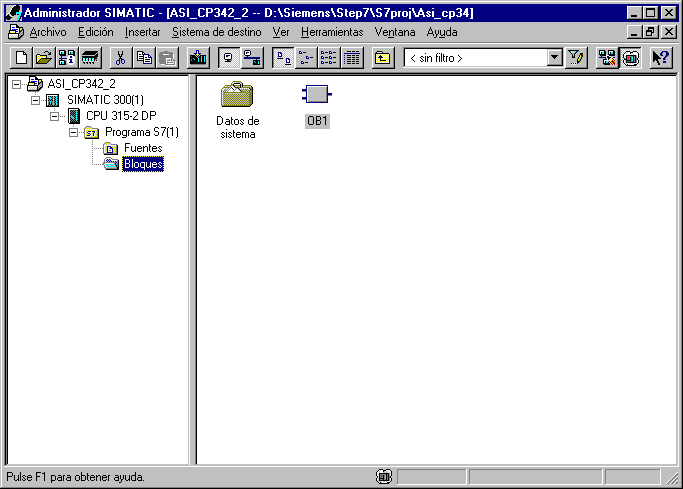 Administrador SIMATIC - [ASI_CP342_2 -- D:\Siemens\Step7\S7proj\Asi_cp34]
Archivo Edición Insertar Sistema de destino Ver Herramientas Ventana Ayuda
< sin filtro >
ASI_CP342_2
SIMATIC 300(1)
CPU 315-2 DP
Programa S7(1)
Fuentes
Bloques
Datos de
sistema
OB1
Pulse F1 para obtener ayuda.